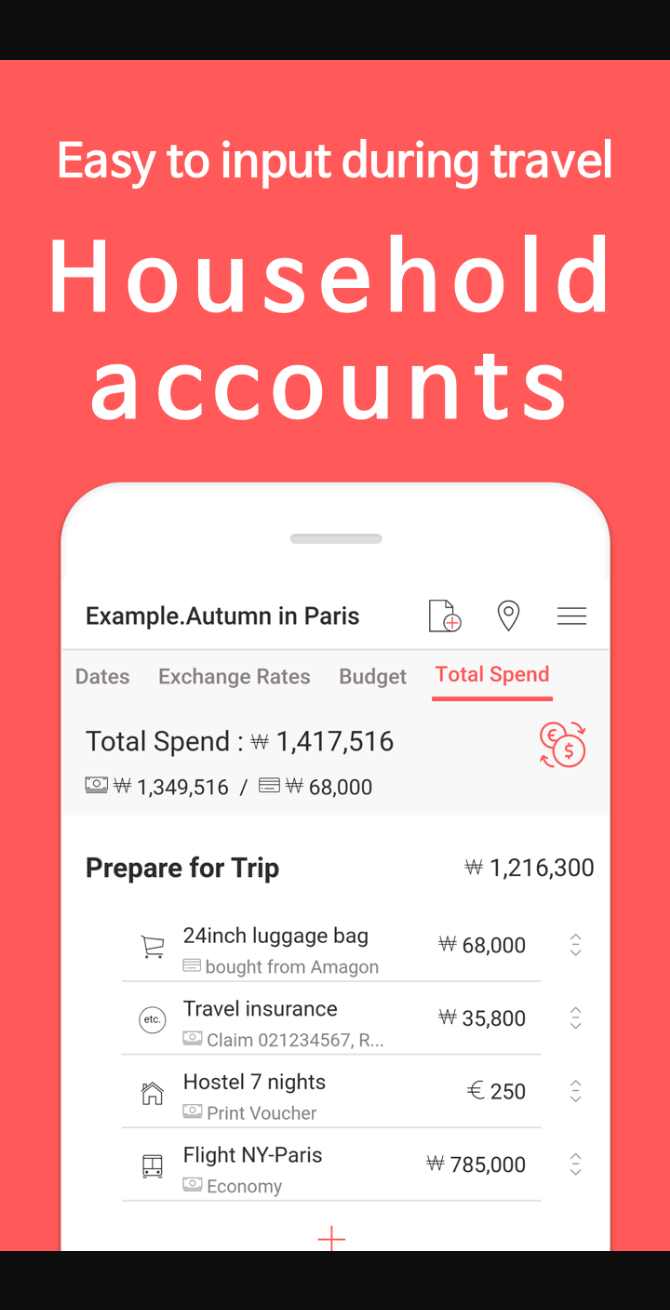 Easy to input during travel
Household
accounts
Example.Autumn in Paris
Dates Exchange Rates Budget Total Spend
Total Spend : ₩ 1,417,516
€ $
₩ 1,349,516 / ₩ 68,000
Prepare for Trip ₩ 1,216,300
24inch luggage bag ₩ 68,000
bought from Amagon
etc. Travel insurance ₩ 35,800
Claim 021234567, R...
Hostel 7 nights € 250
Print Voucher
Flight NY-Paris ₩ 785,000
Economy